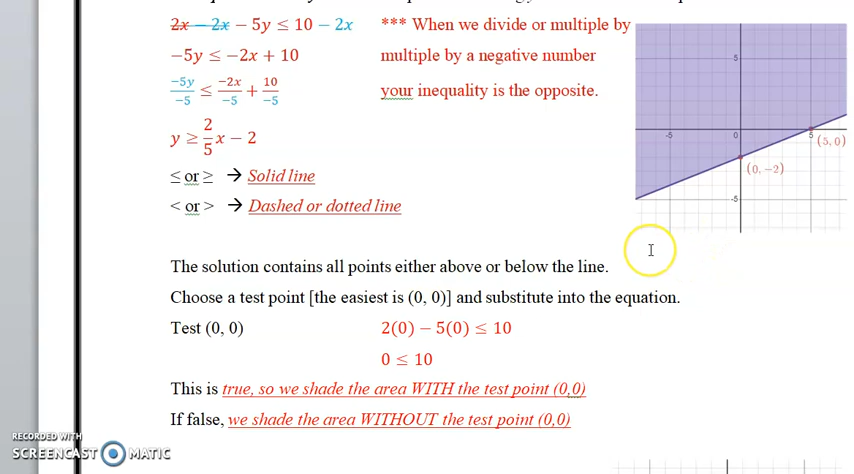 2x − 2x − 5y ≤ 10 − 2x
*** When we divide or multiple by
−5y ≤ −2x + 10
multiple by a negative number
−5y/−5 ≤ −2x/−5 + 10/−5
your inequality is the opposite.
y ≥ 2/5 x − 2
≤ or ≥ → Solid line
< or > → Dashed or dotted line
5
-5
0
5
(5, 0)
(0, −2)
-5
The solution contains all points either above or below the line.
Choose a test point [the easiest is (0, 0)] and substitute into the equation.
Test (0, 0)
2(0) − 5(0) ≤ 10
0 ≤ 10
This is true, so we shade the area WITH the test point (0,0)
If false, we shade the area WITHOUT the test point (0,0)
RECORDED WITH
SCREENCAST MATIC